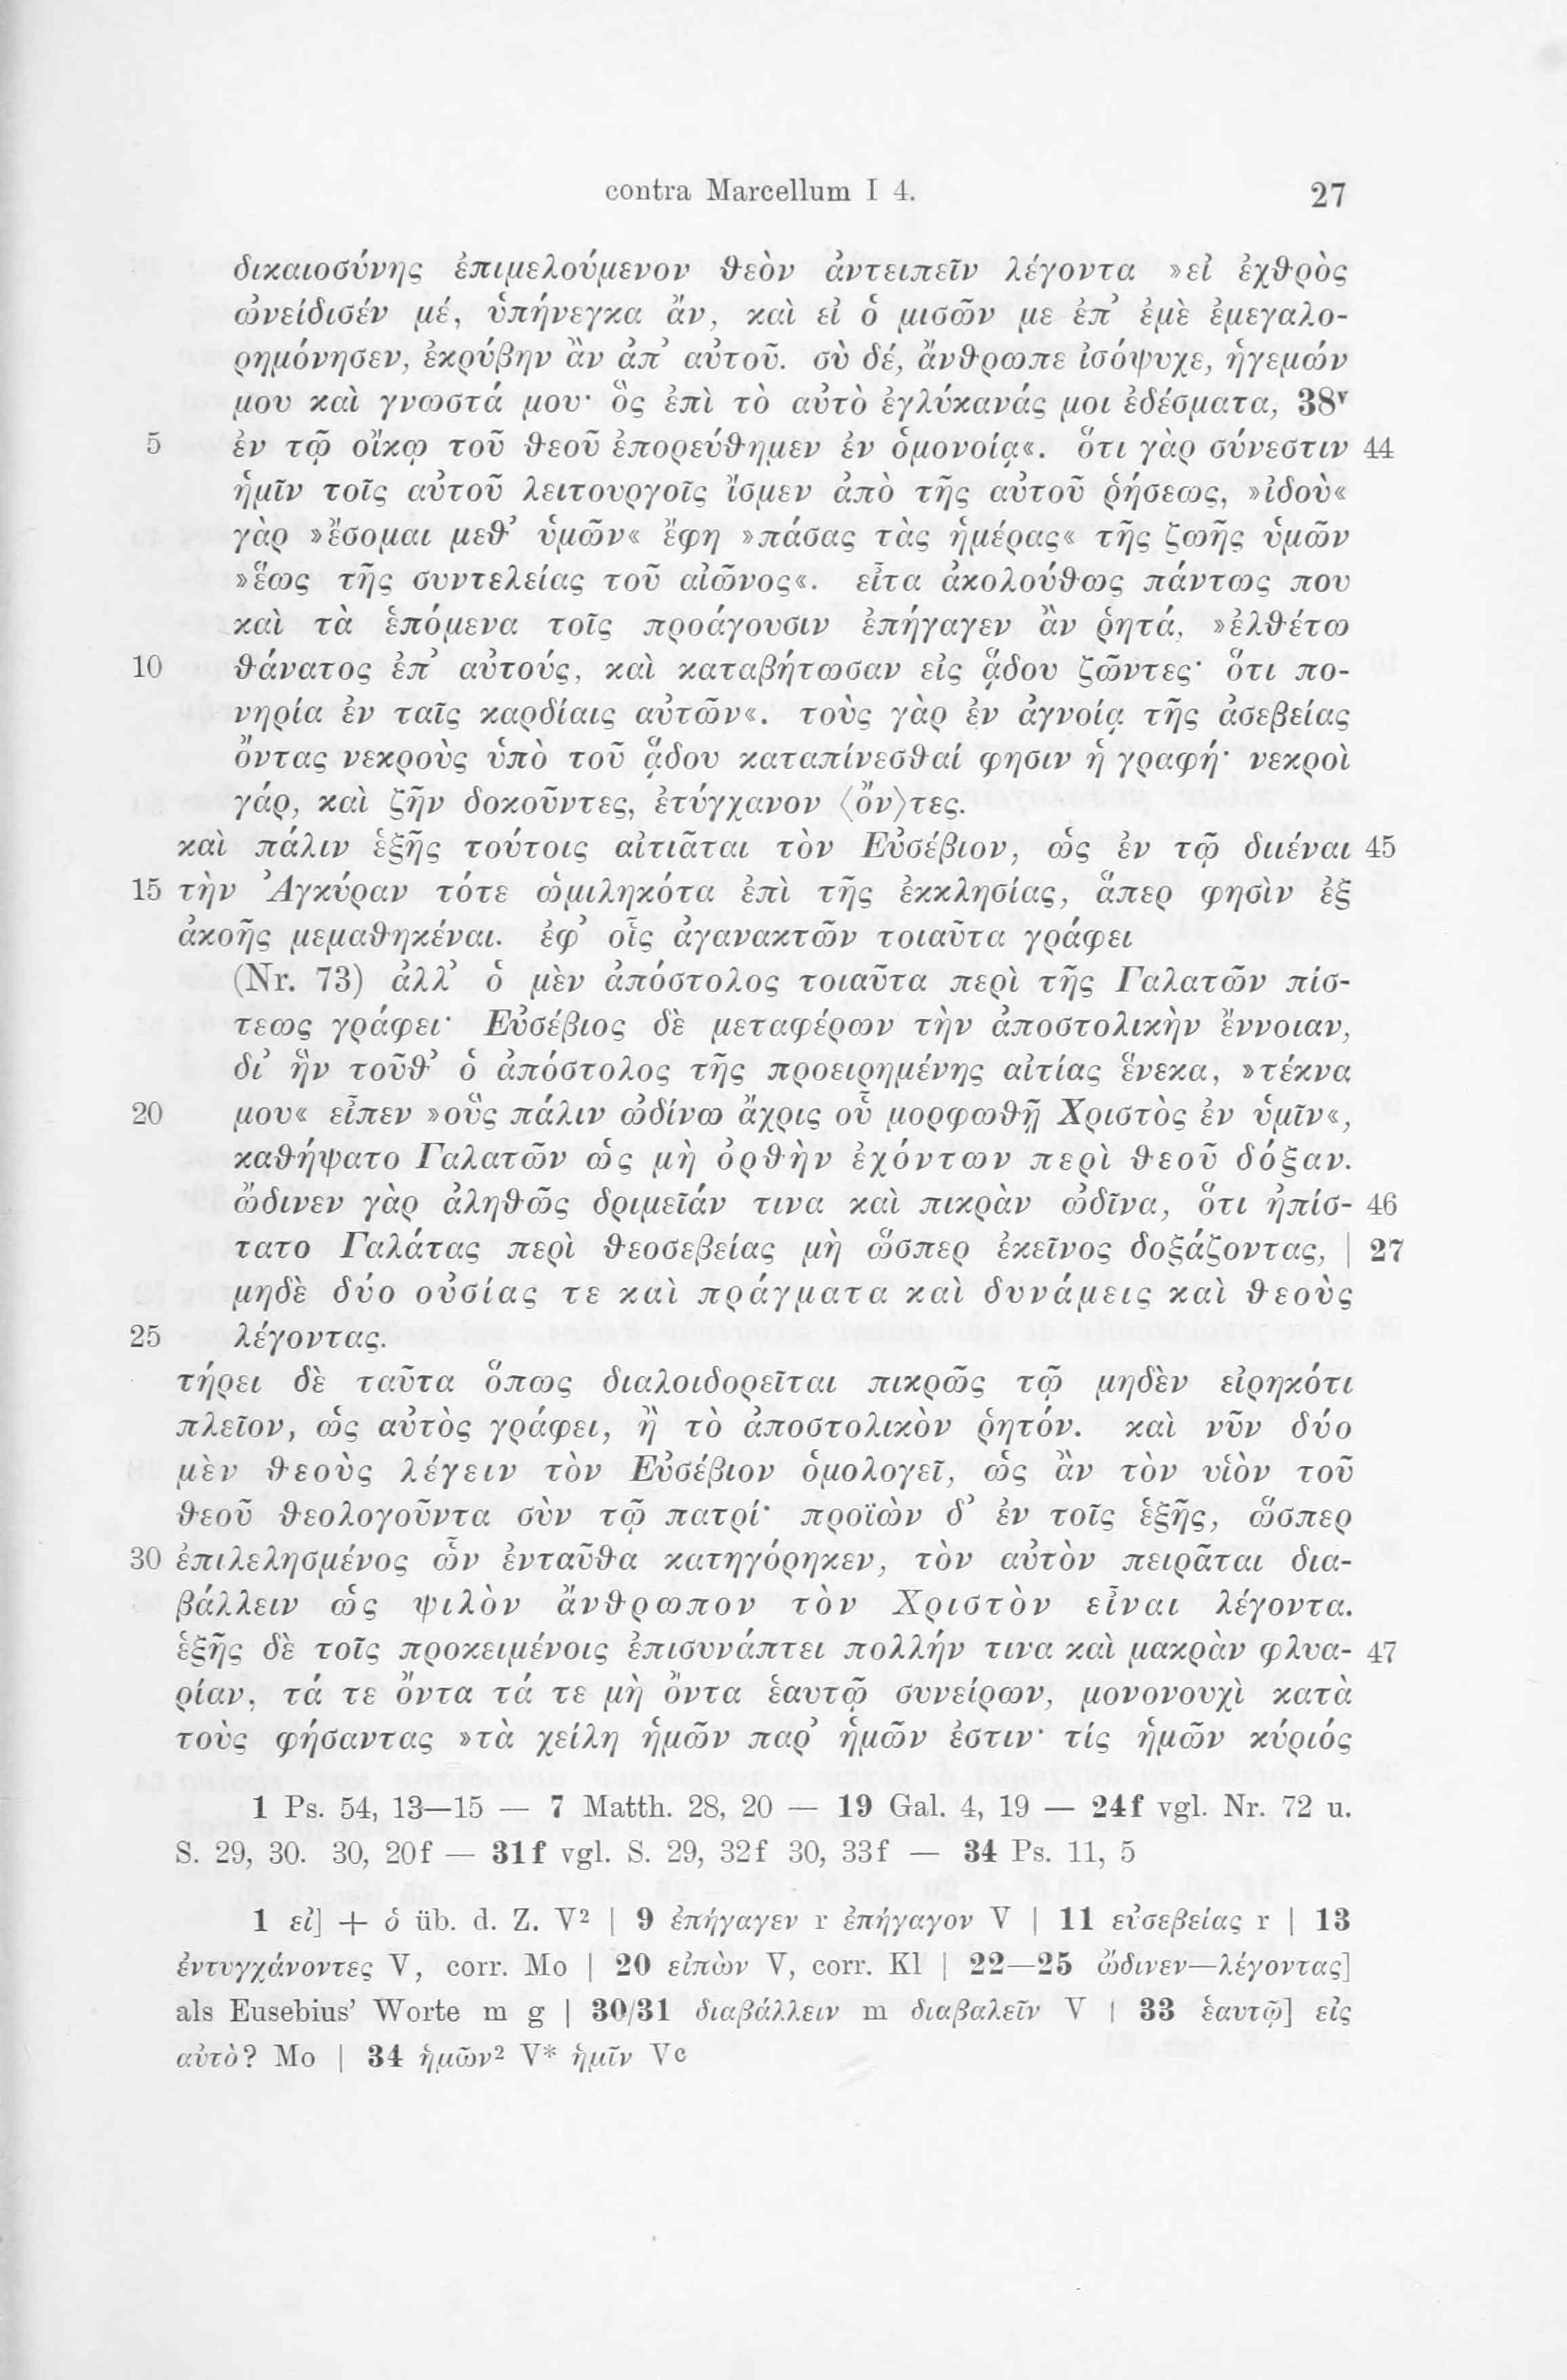 contra Marcellum I 4. 27
δικαιοσύνης ἐπιμελούμενον θεὸν ἀντειπεῖν λέγοντα »εἰ ἐχθρὸς
ὠνείδισέν μέ, ὑπήνεγκα ἄν, καὶ εἰ ὁ μισῶν με ἐπ’ ἐμὲ ἐμεγαλο-
ρημόνησεν, ἐκρύβην ἂν ἀπ’ αὐτοῦ. σὺ δέ, ἄνθρωπε ἰσόψυχε, ἡγεμών
μου καὶ γνωστά μου· ὃς ἐπὶ τὸ αὐτὸ ἐγλύκανάς μοι ἐδέσματα, 38ᵛ
5 ἐν τῷ οἴκῳ τοῦ θεοῦ ἐπορεύθημεν ἐν ὁμονοίᾳ«. ὅτι γὰρ σύνεστιν 44
ἡμῖν τοῖς αὐτοῦ λειτουργοῖς ἴσμεν ἀπὸ τῆς αὐτοῦ ῥήσεως, »ἰδοὺ«
γὰρ »ἔσομαι μεθ’ ὑμῶν« ἔφη »πάσας τὰς ἡμέρας« τῆς ζωῆς ὑμῶν
»ἕως τῆς συντελείας τοῦ αἰῶνος«. εἶτα ἀκολούθως πάντως που
καὶ τὰ ἑπόμενα τοῖς προάγουσιν ἐπήγαγεν ἂν ῥητά, »ἐλθέτω
10 θάνατος ἐπ’ αὐτούς, καὶ καταβήτωσαν εἰς ᾅδου ζῶντες· ὅτι πο-
νηρία ἐν ταῖς καρδίαις αὐτῶν«. τοὺς γὰρ ἐν ἀγνοίᾳ τῆς ἀσεβείας
ὄντας νεκροὺς ὑπὸ τοῦ ᾅδου καταπίνεσθαί φησιν ἡ γραφή· νεκροὶ
γάρ, καὶ ζῆν δοκοῦντες, ἐτύγχανον ⟨ὄν⟩τες.
καὶ πάλιν ἑξῆς τούτοις αἰτιᾶται τὸν Εὐσέβιον, ὡς ἐν τῷ διιέναι 45
15 τὴν Ἀγκύραν τότε ὡμιληκότα ἐπὶ τῆς ἐκκλησίας, ἅπερ φησὶν ἐξ
ἀκοῆς μεμαθηκέναι. ἐφ’ οἷς ἀγανακτῶν τοιαῦτα γράφει
(Nr. 73) ἀλλ’ ὁ μὲν ἀπόστολος τοιαῦτα περὶ τῆς Γαλατῶν πίσ-
τεως γράφει· Εὐσέβιος δὲ μεταφέρων τὴν ἀποστολικὴν ἔννοιαν,
δι’ ἣν τοῦθ’ ὁ ἀπόστολος τῆς προειρημένης αἰτίας ἕνεκα, »τέκνα
20 μου« εἶπεν »οὓς πάλιν ὠδίνω ἄχρις οὗ μορφωθῇ Χριστὸς ἐν ὑμῖν«,
καθήψατο Γαλατῶν ὡς μὴ ὀρθὴν ἐχόντων περὶ θεοῦ δόξαν.
ὤδινεν γὰρ ἀληθῶς δριμεῖάν τινα καὶ πικρὰν ὠδῖνα, ὅτι ἠπίσ- 46
τατο Γαλάτας περὶ θεοσεβείας μὴ ὥσπερ ἐκεῖνος δοξάζοντας, | 27
μηδὲ δύο οὐσίας τε καὶ πράγματα καὶ δυνάμεις καὶ θεοὺς
25 λέγοντας.
τήρει δὲ ταῦτα ὅπως διαλοιδορεῖται πικρῶς τῷ μηδὲν εἰρηκότι
πλεῖον, ὡς αὐτὸς γράφει, ἢ τὸ ἀποστολικὸν ῥητόν. καὶ νῦν δύο
μὲν θεοὺς λέγειν τὸν Εὐσέβιον ὁμολογεῖ, ὡς ἂν τὸν υἱὸν τοῦ
θεοῦ θεολογοῦντα σὺν τῷ πατρί· προϊὼν δ’ ἐν τοῖς ἑξῆς, ὥσπερ
30 ἐπιλελησμένος ὧν ἐνταῦθα κατηγόρηκεν, τὸν αὐτὸν πειρᾶται δια-
βάλλειν ὡς ψιλὸν ἄνθρωπον τὸν Χριστὸν εἶναι λέγοντα.
ἑξῆς δὲ τοῖς προκειμένοις ἐπισυνάπτει πολλήν τινα καὶ μακρὰν φλυα- 47
ρίαν, τά τε ὄντα τά τε μὴ ὄντα ἑαυτῷ συνείρων, μονονουχὶ κατὰ
τοὺς φήσαντας »τὰ χείλη ἡμῶν παρ’ ἡμῶν ἐστιν· τίς ἡμῶν κύριός
1 Ps. 54, 13—15 — 7 Matth. 28, 20 — 19 Gal. 4, 19 — 24f vgl. Nr. 72 u.
S. 29, 30. 30, 20f — 31f vgl. S. 29, 32f 30, 33f — 34 Ps. 11, 5
1 εἰ] + ὁ üb. d. Z. V² | 9 ἐπήγαγεν r ἐπήγαγον V | 11 εὐσεβείας r | 13
ἐντυγχάνοντες V, corr. Mo | 20 εἰπὼν V, corr. Kl | 22—25 ὤδινεν—λέγοντας]
als Eusebius’ Worte m g | 30/31 διαβάλλειν m διαβαλεῖν V | 33 ἑαυτῷ] εἰς
αὐτὸ? Mo | 34 ἡμῶν² V* ἡμῖν Vᶜ